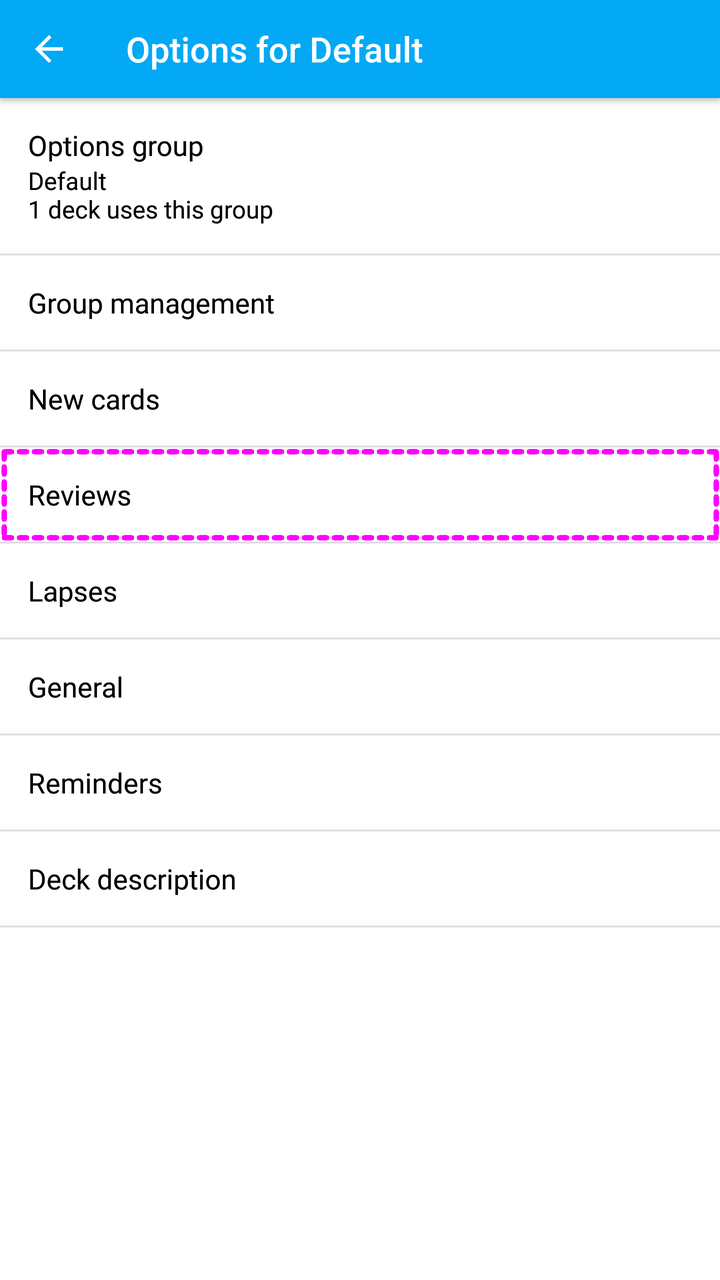 Options for Default
Options group
Default
1 deck uses this group
Group management
New cards
Reviews
Lapses
General
Reminders
Deck description